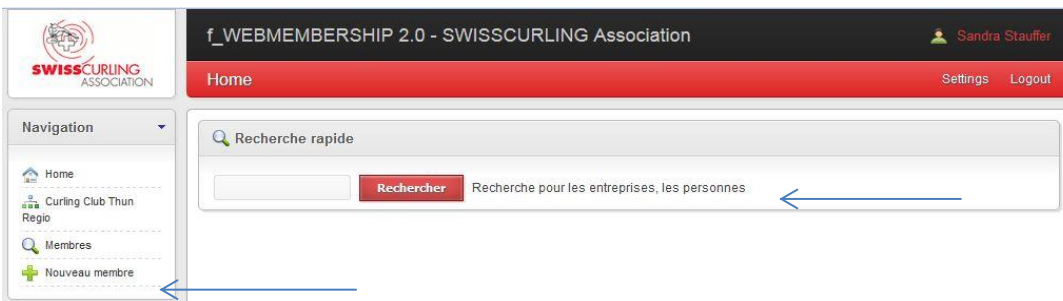 SWISSCURLING
ASSOCIATION
f_WEBMEMBERSHIP 2.0 - SWISSCURLING Association
Sandra Stauffer
Home
Settings
Logout
Navigation
Home
Curling Club Thun
Regio
Membres
Nouveau membre
Recherche rapide
Rechercher
Recherche pour les entreprises, les personnes